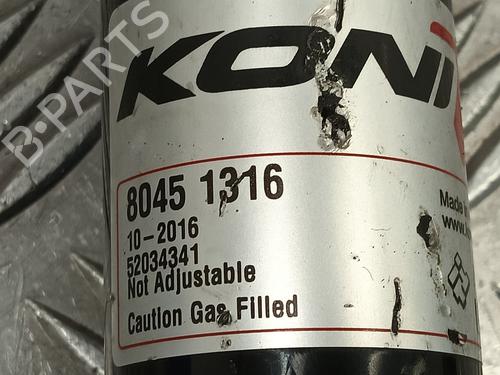 KONI
8045 1316
10-2016
52034341
Not Adjustable
Caution Gas Filled
Made
www.
B-PARTS